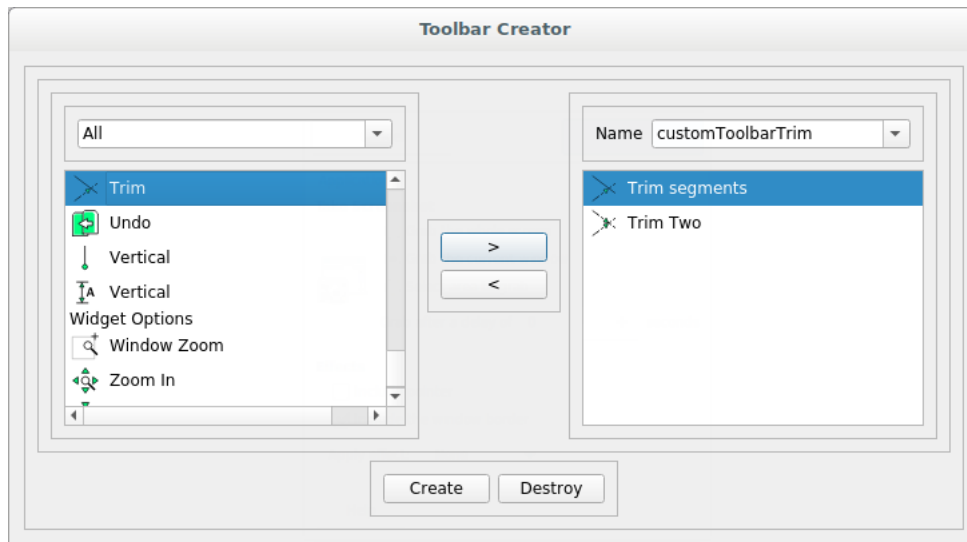 Toolbar Creator
All
Trim
Undo
Vertical
A Vertical
Widget Options
Window Zoom
Zoom In
>
<
Name customToolbarTrim
Trim segments
Trim Two
Create Destroy